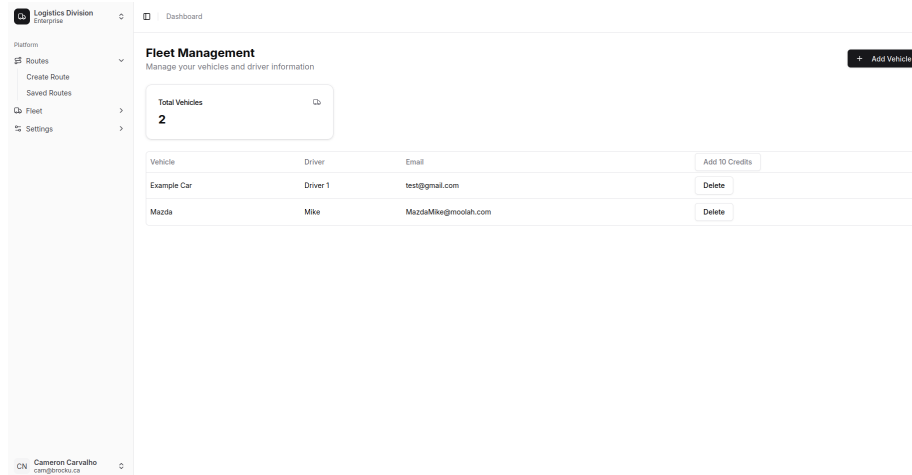 Logistics Division
Enterprise
Dashboard
Platform
Routes
Create Route
Saved Routes
Fleet
Settings
Fleet Management
Manage your vehicles and driver information
+ Add Vehicle
Total Vehicles
2
Vehicle Driver Email Add 10 Credits
Example Car Driver 1 test@gmail.com Delete
Mazda Mike MazdaMike@moolah.com Delete
CN
Cameron Carvalho
cam@brocku.ca